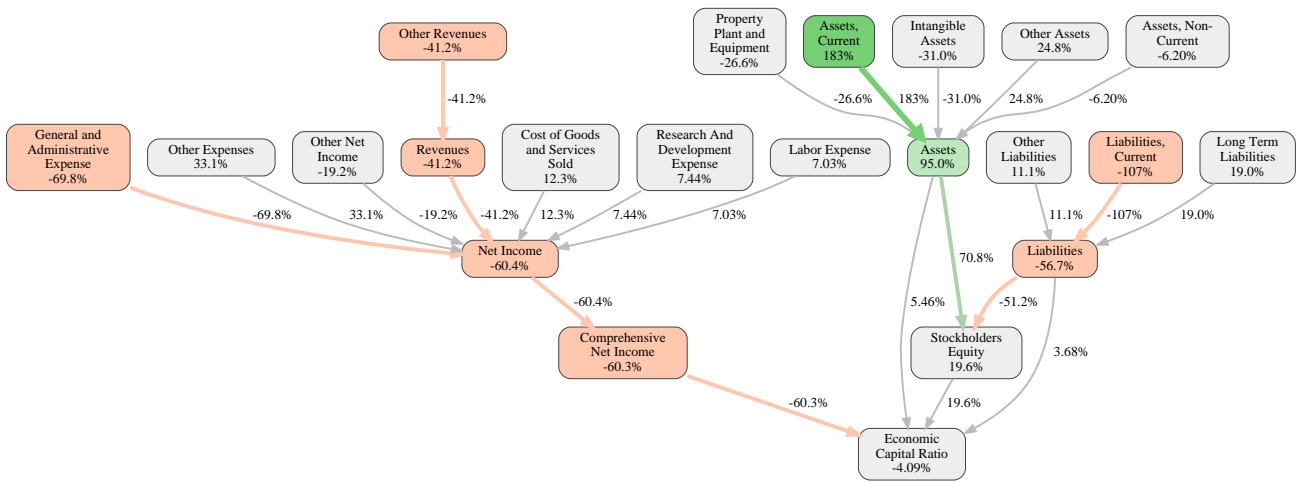 Property
Plant and
Equipment
-26.6%
Assets,
Current
183%
Intangible
Assets
-31.0%
Other Assets
24.8%
Assets, Non-
Current
-6.20%
Other Revenues
-41.2%
-41.2%
-26.6%
183%
-31.0%
24.8%
-6.20%
General and
Administrative
Expense
-69.8%
Other Expenses
33.1%
Other Net
Income
-19.2%
Revenues
-41.2%
Cost of Goods
and Services
Sold
12.3%
Research And
Development
Expense
7.44%
Labor Expense
7.03%
Assets
95.0%
Other
Liabilities
11.1%
Liabilities,
Current
-107%
Long Term
Liabilities
19.0%
-69.8%
33.1%
-19.2%
-41.2%
12.3%
7.44%
7.03%
11.1%
-107%
19.0%
Net Income
-60.4%
70.8%
Liabilities
-56.7%
-60.4%
5.46%
-51.2%
Comprehensive
Net Income
-60.3%
Stockholders
Equity
19.6%
3.68%
-60.3%
19.6%
Economic
Capital Ratio
-4.09%